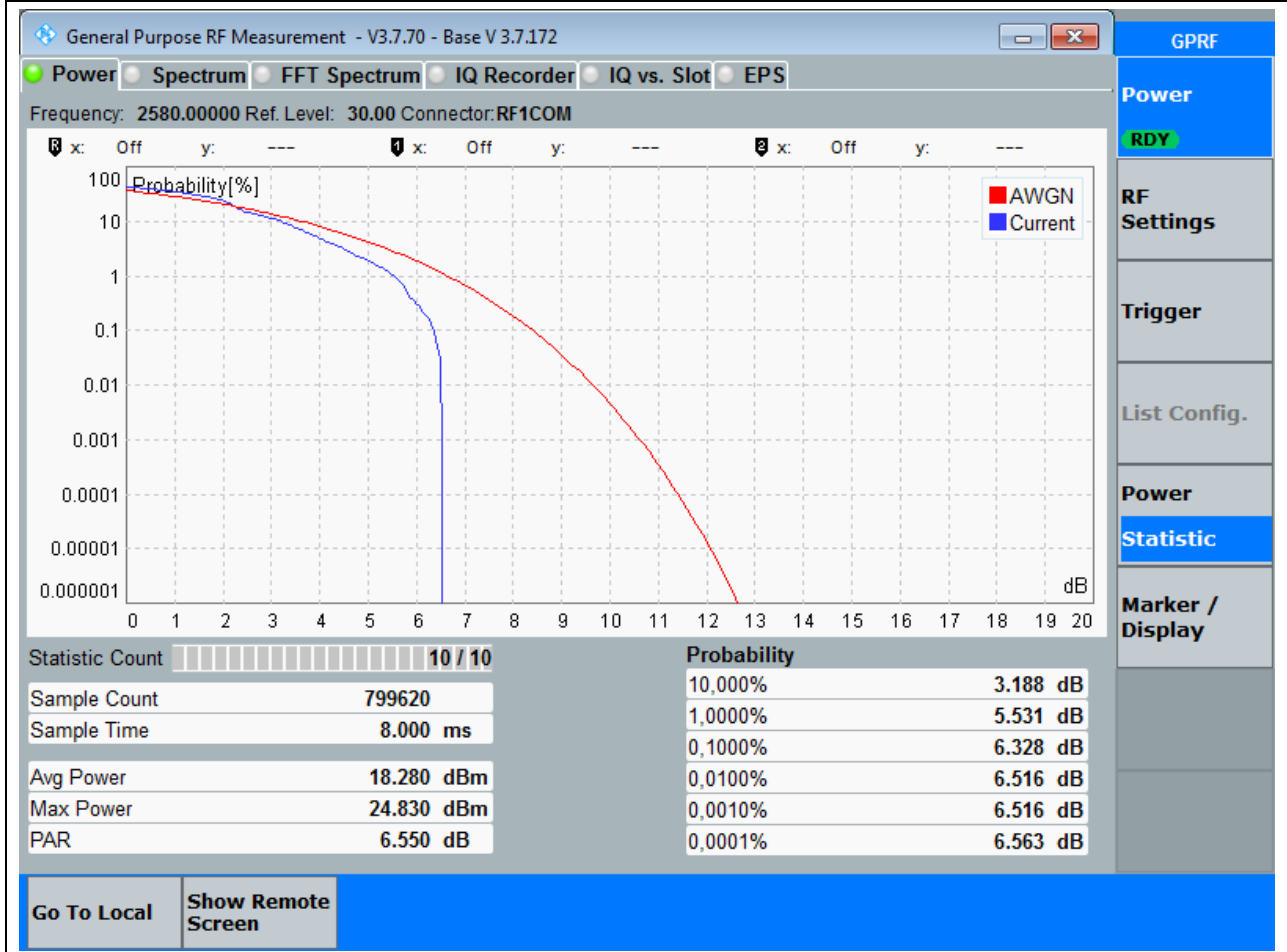 General Purpose RF Measurement - V3.7.70 - Base V 3.7.172
GPRF
Power Spectrum FFT Spectrum IQ Recorder IQ vs. Slot EPS
Frequency: 2580.00000 Ref. Level: 30.00 Connector: RF1COM
R x: Off y: --- 1 x: Off y: --- 2 x: Off y: ---
Probability[%]
AWGN
Current
100
10
1
0.1
0.01
0.001
0.0001
0.00001
0.000001
dB
0 1 2 3 4 5 6 7 8 9 10 11 12 13 14 15 16 17 18 19 20
Statistic Count 10 / 10
Sample Count 799620
Sample Time 8.000 ms
Avg Power 18.280 dBm
Max Power 24.830 dBm
PAR 6.550 dB
Probability
10,000% 3.188 dB
1,0000% 5.531 dB
0,1000% 6.328 dB
0,0100% 6.516 dB
0,0010% 6.516 dB
0,0001% 6.563 dB
Power
RDY
RF
Settings
Trigger
List Config.
Power
Statistic
Marker /
Display
Go To Local
Show Remote
Screen